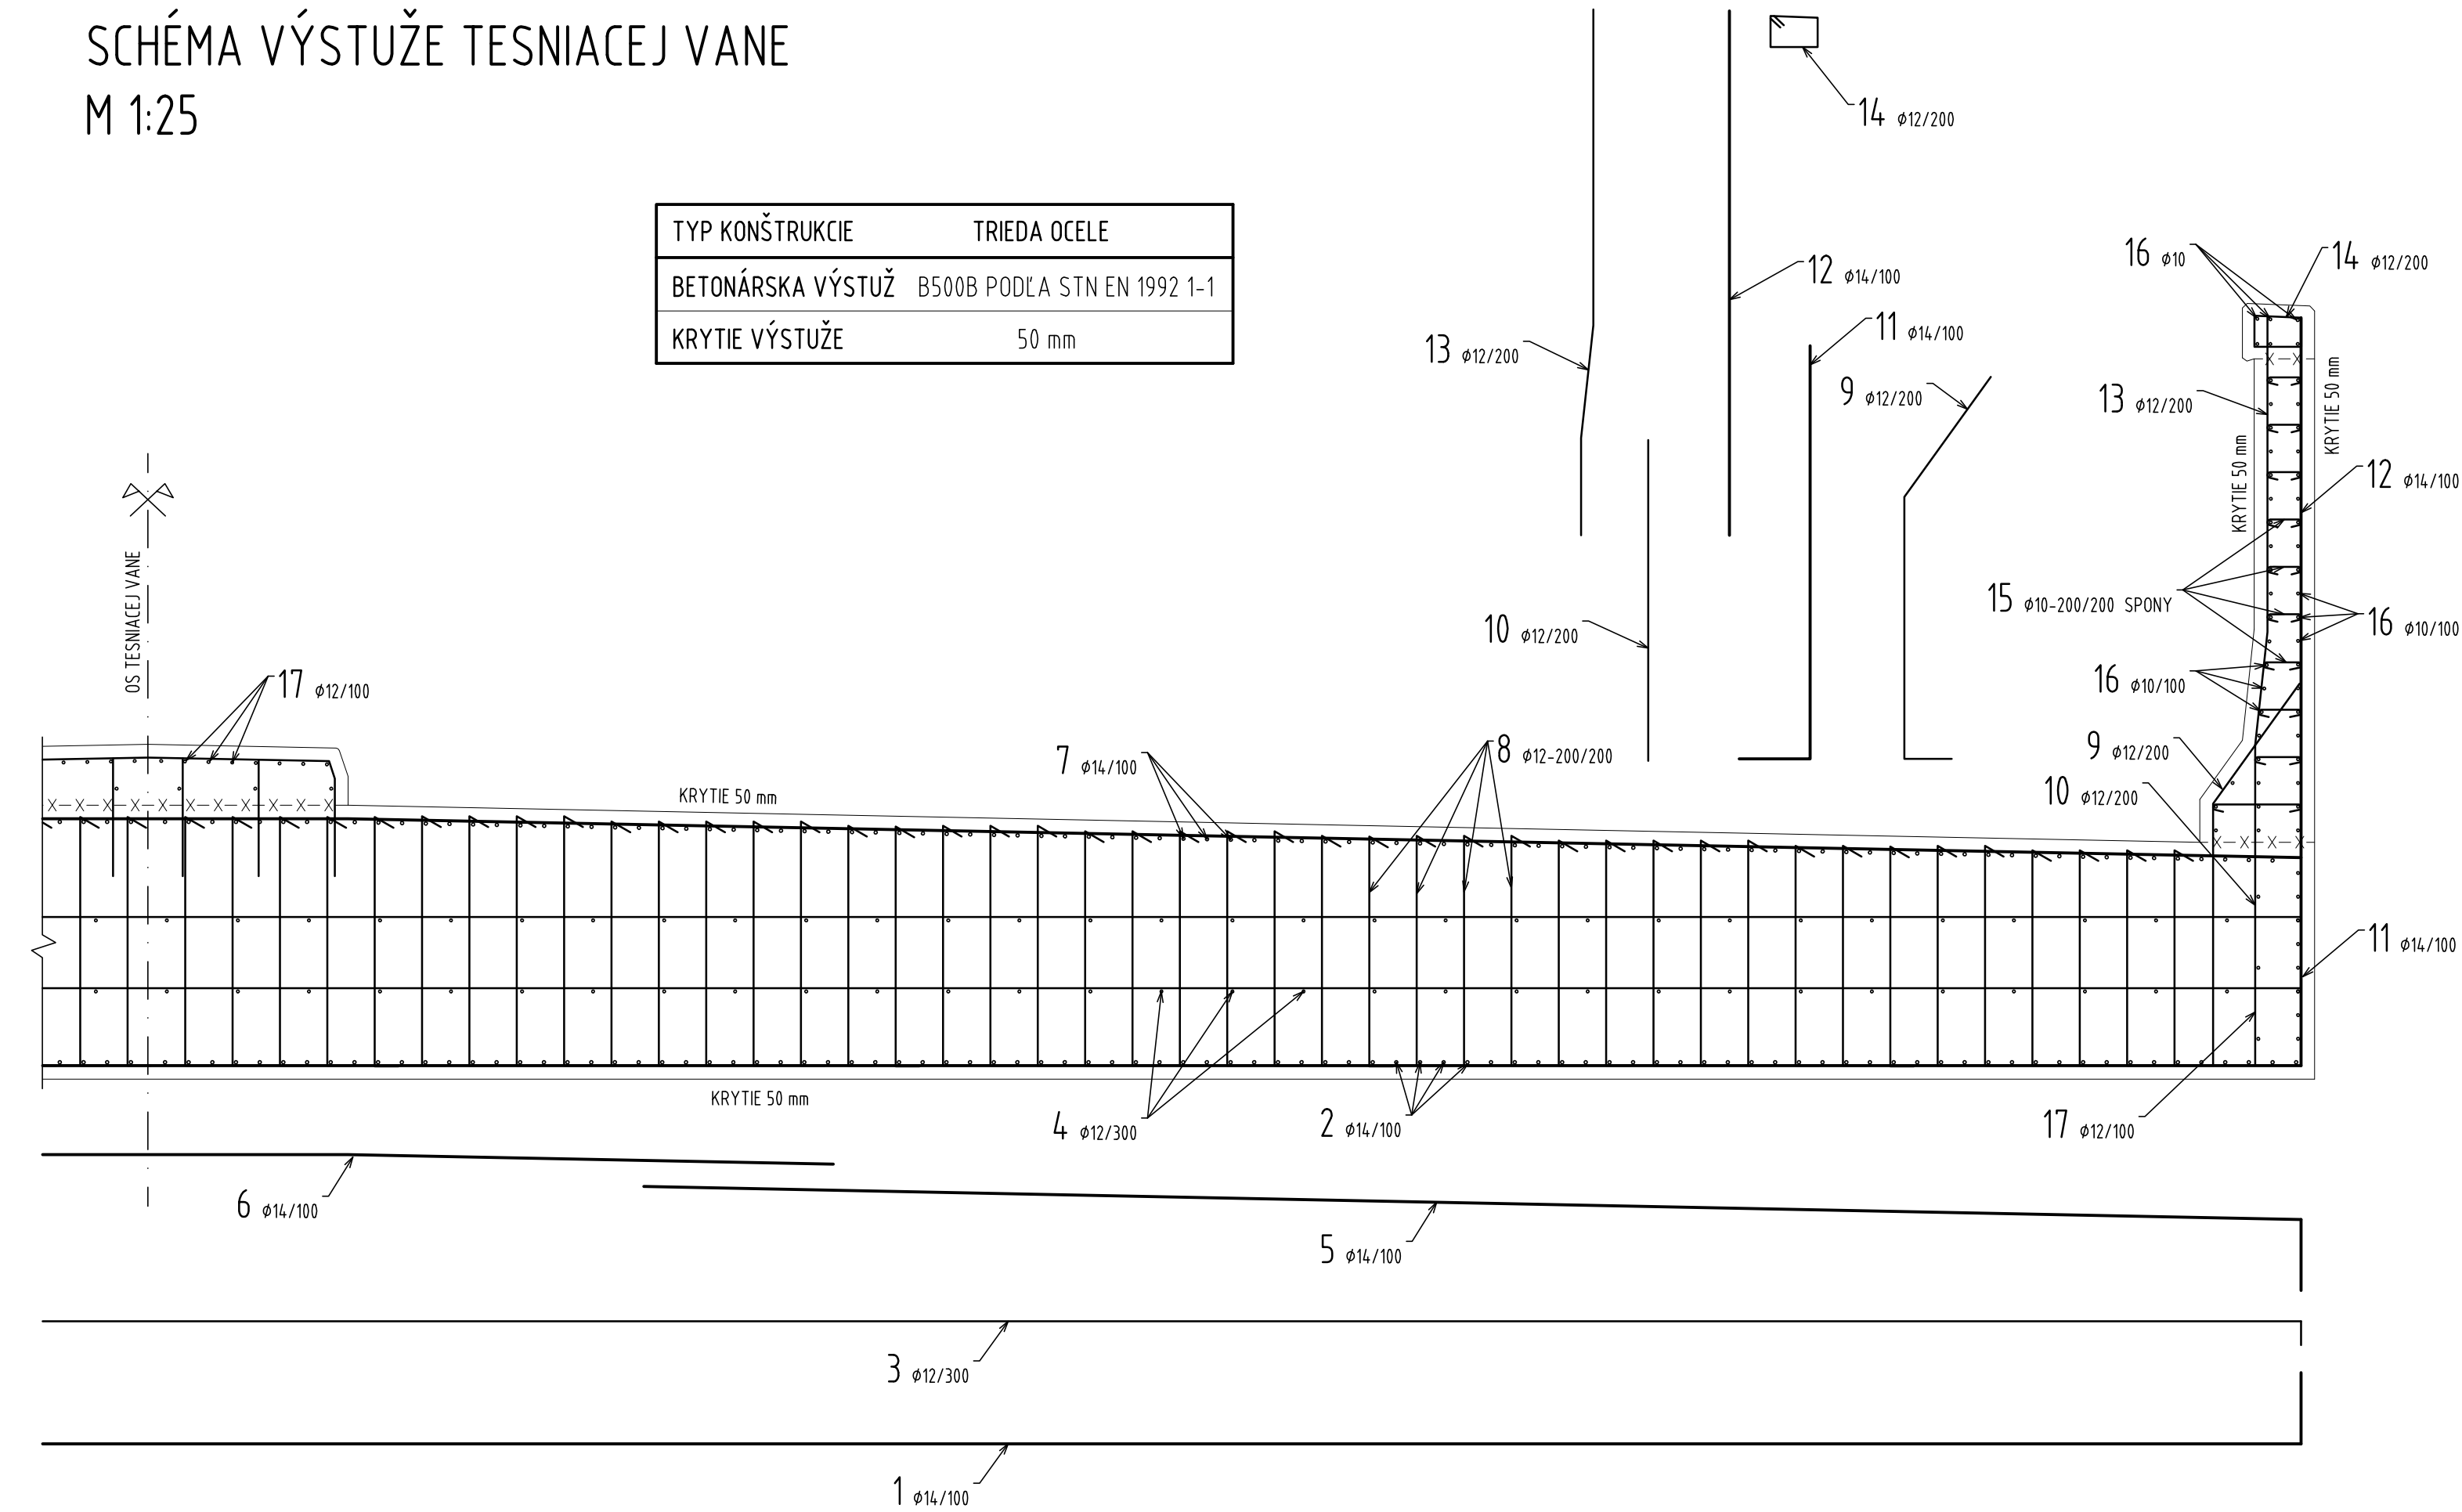 SCHÉMA VÝSTUŽE TESNIACEJ VANE
M 1:25
14 ø12/200
TYP KONŠTRUKCIE TRIEDA OCELE
BETONÁRSKA VÝSTUŽ B500B PODĽA STN EN 1992 1-1
KRYTIE VÝSTUŽE 50 mm
12 ø14/100
11 ø14/100
13 ø12/200
9 ø12/200
10 ø12/200
16 ø10
14 ø12/200
KRYTIE 50 mm
13 ø12/200
KRYTIE 50 mm
12 ø14/100
15 ø10-200/200 SPONY
16 ø10/100
16 ø10/100
9 ø12/200
10 ø12/200
11 ø14/100
OS TESNIACEJ VANE
17 ø12/100
7 ø14/100
8 ø12-200/200
KRYTIE 50 mm
KRYTIE 50 mm
4 ø12/300
2 ø14/100
17 ø12/100
6 ø14/100
5 ø14/100
3 ø12/300
1 ø14/100